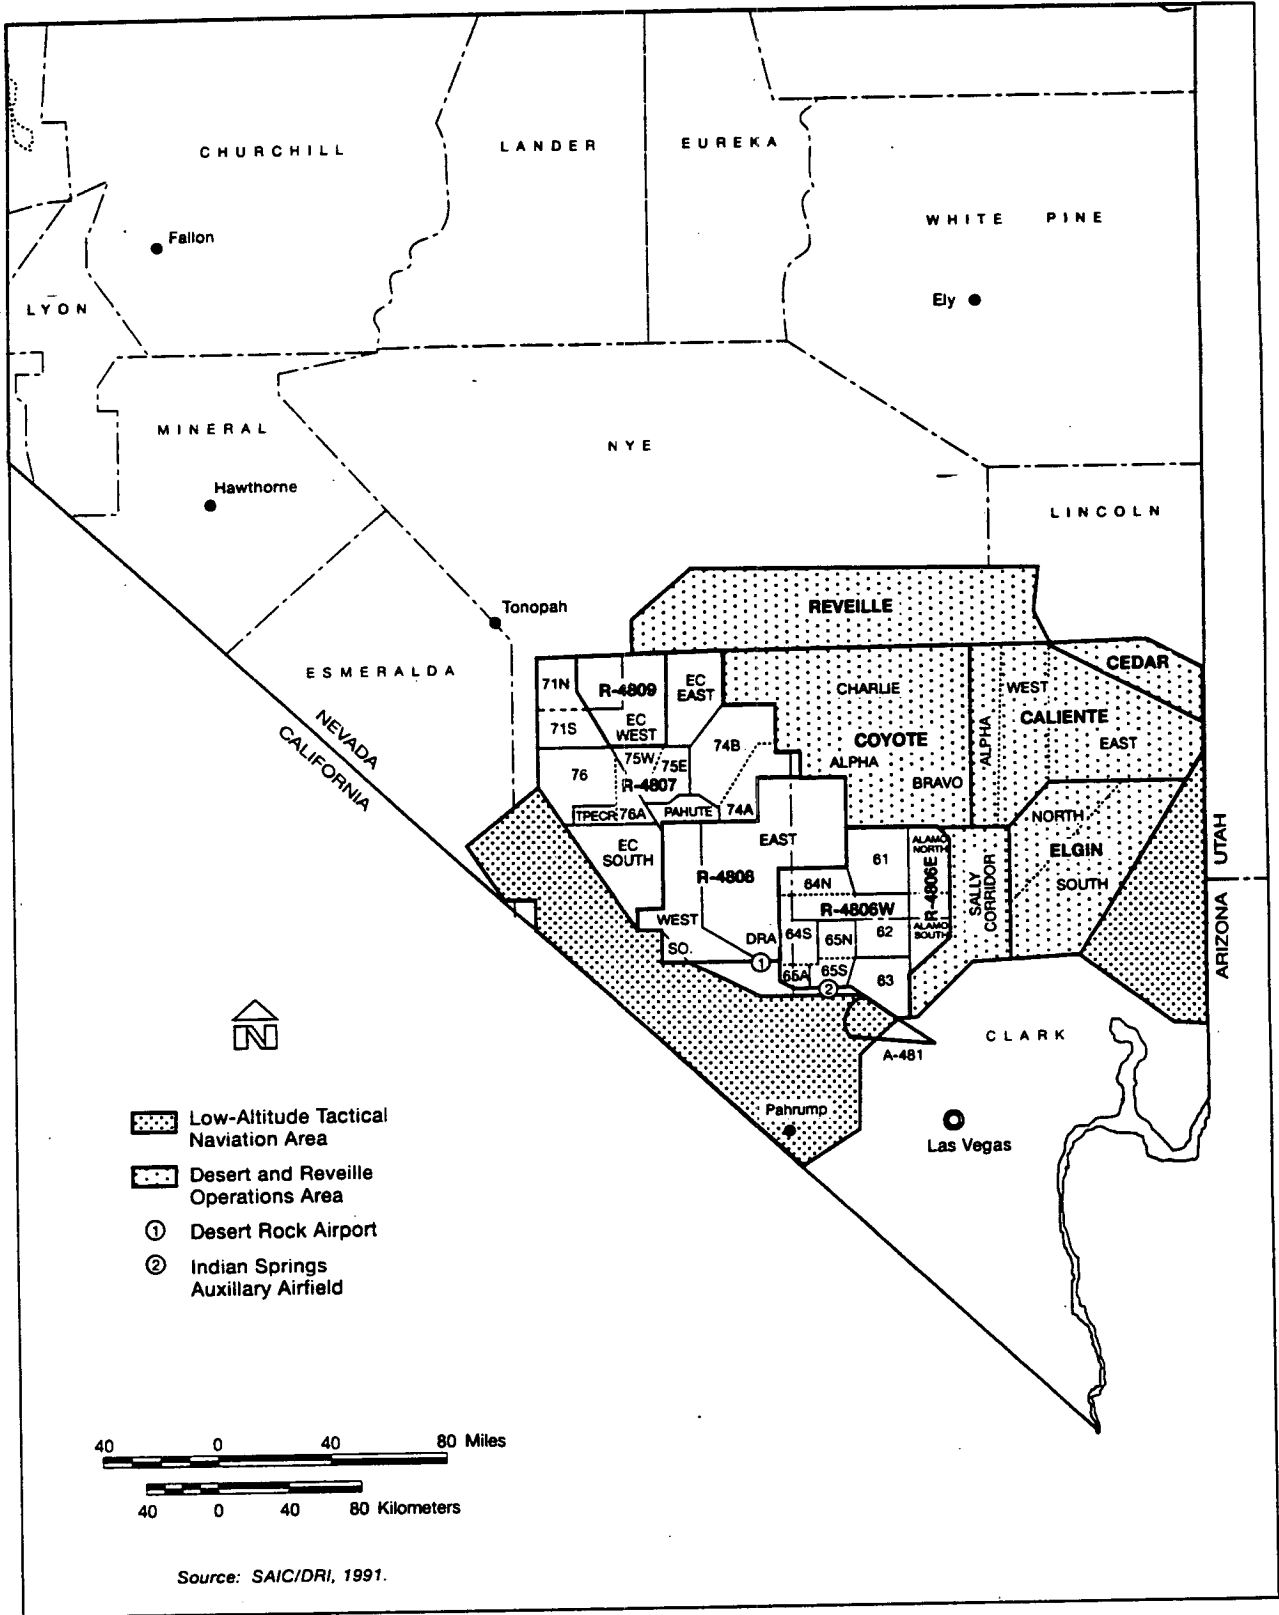 CHURCHILL
LANDER
EUREKA
WHITE PINE
Fallon
Ely
LYON
MINERAL
NYE
Hawthorne
LINCOLN
Tonopah
REVEILLE
ESMERALDA
CEDAR
71N
R-4809
EC
EAST
CHARLIE
WEST
CALIENTE
NEVADA
CALIFORNIA
71S
EC
WEST
74B
COYOTE
ALPHA
EAST
ALPHA
76
75W
75E
R-4807
BRAVO
TPECR
76A
PAHUTE
74A
NORTH
EC
SOUTH
EAST
61
ALAMO
NORTH
ELGIN
UTAH
ARIZONA
R-4808
64N
R-4806E
SALLY
CORRIDOR
SOUTH
WEST
R-4806W
ALAMO
SOUTH
SO.
DRA
64S
65N
62
1
65A
65S
63
2
N
CLARK
A-481
Pahrump
Las Vegas
Low-Altitude Tactical
Naviation Area
Desert and Reveille
Operations Area
1 Desert Rock Airport
2 Indian Springs
Auxillary Airfield
40 0 40 80 Miles
40 0 40 80 Kilometers
Source: SAIC/DRI, 1991.